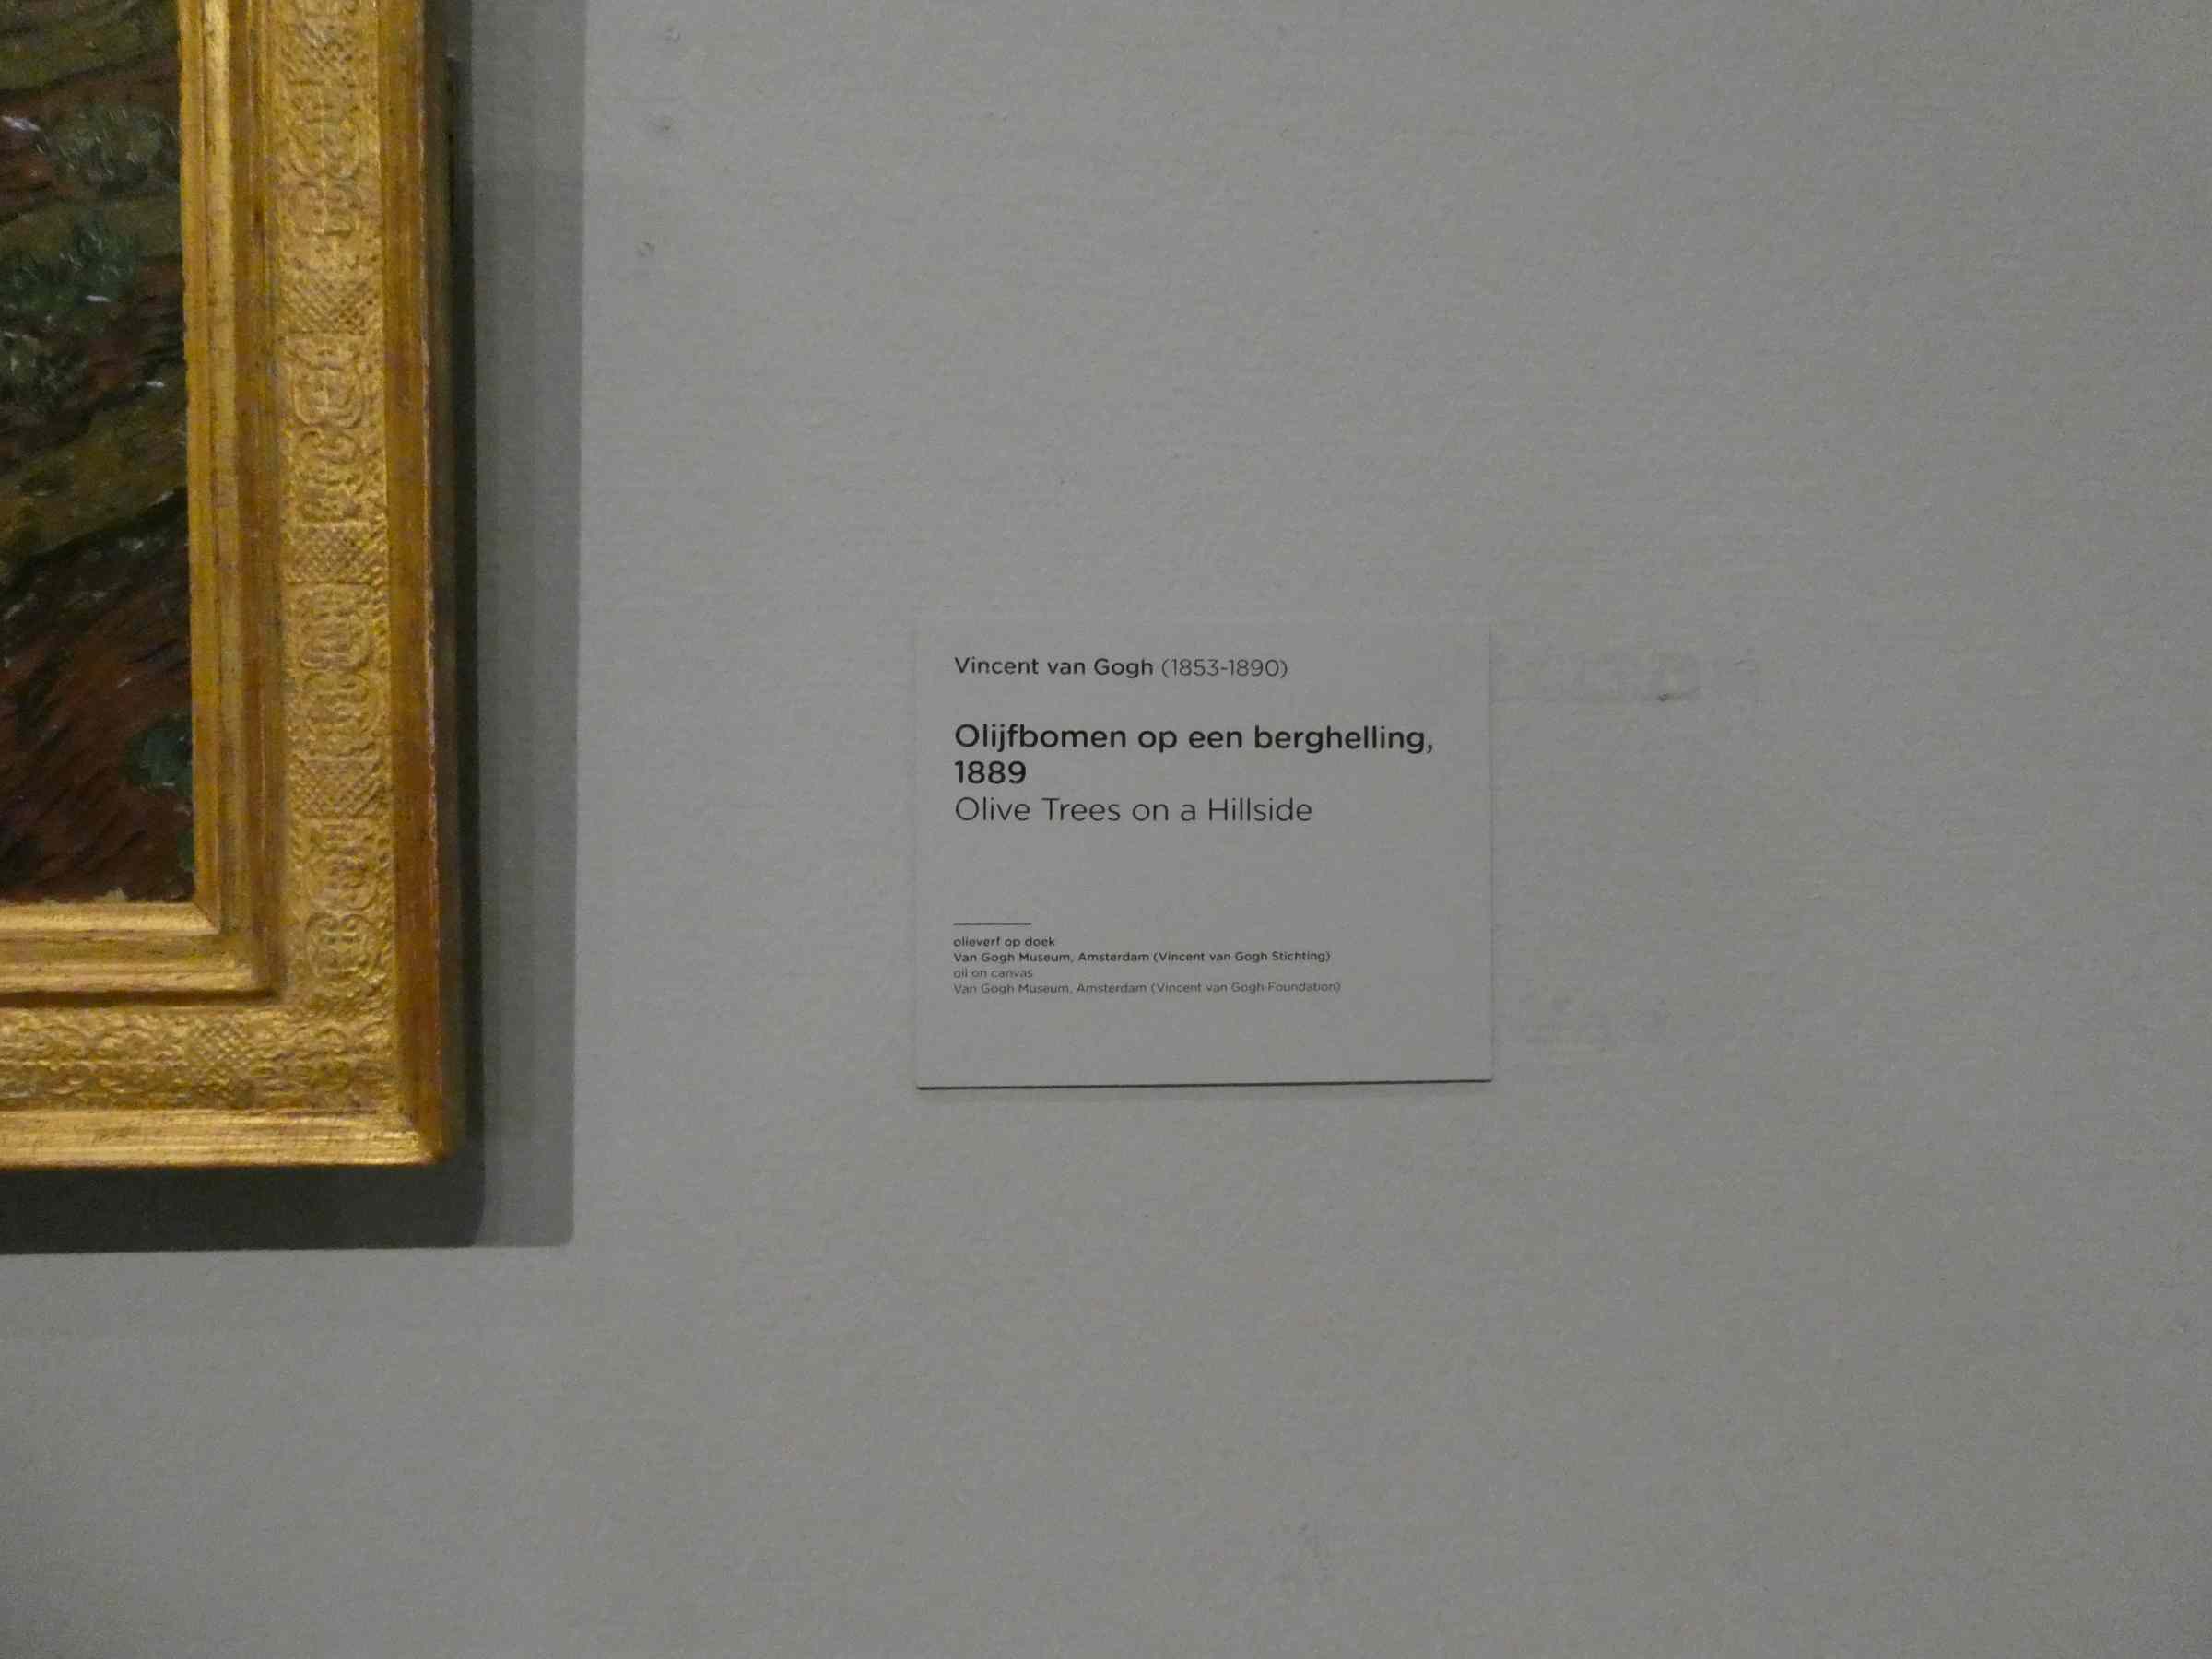 Vincent van Gogh (1853-1890)
Olijfbomen op een berghelling,
1889
Olive Trees on a Hillside
olieverf op doek
Van Gogh Museum, Amsterdam (Vincent van Gogh Stichting)
oil on canvas
Van Gogh Museum, Amsterdam (Vincent van Gogh Foundation)